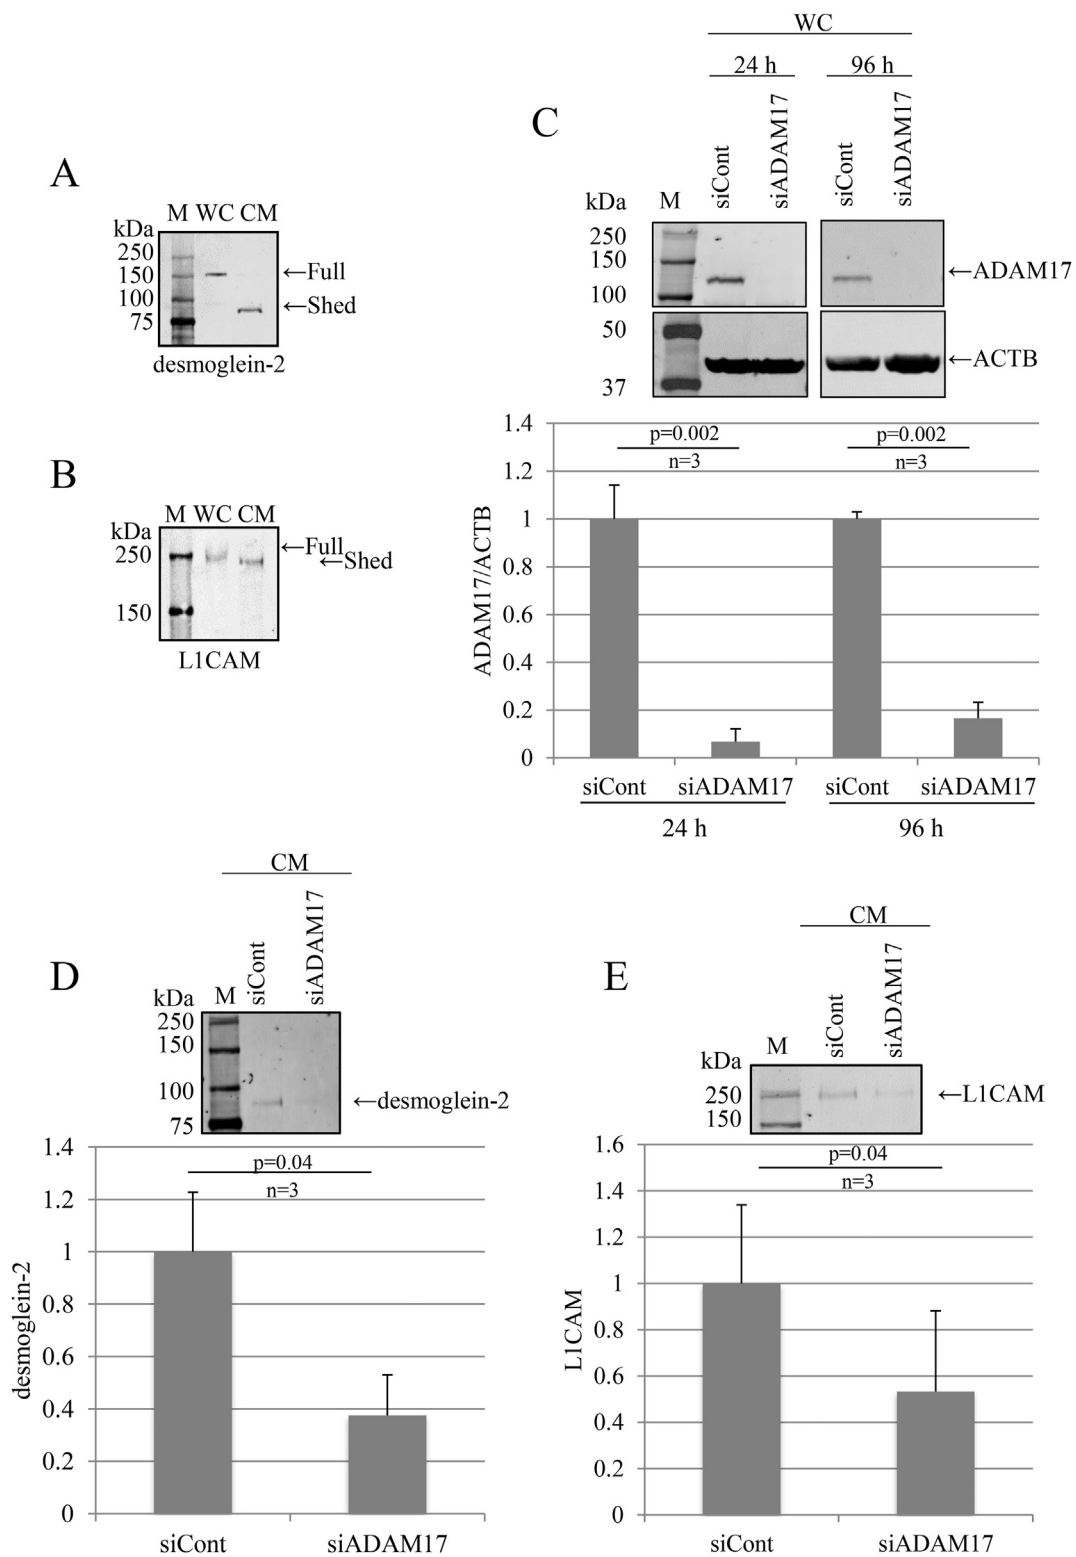 A
M WC CM
kDa
250
150
100
75
←Full
←Shed
desmoglein-2
B
M WC CM
kDa
250
150
←Full
←Shed
L1CAM
C
WC
24 h
96 h
siCont
siADAM17
siCont
siADAM17
kDa
M
250
150
100
←ADAM17
50
37
←ACTB
1.4
1.2
1
0.8
0.6
0.4
0.2
0
ADAM17/ACTB
p=0.002
n=3
p=0.002
n=3
siCont
siADAM17
siCont
siADAM17
24 h
96 h
D
CM
kDa
M
siCont
siADAM17
250
150
100
75
←desmoglein-2
1.4
1.2
1
0.8
0.6
0.4
0.2
0
desmoglein-2
p=0.04
n=3
siCont
siADAM17
E
CM
kDa
M
siCont
siADAM17
250
150
←L1CAM
1.6
1.4
1.2
1
0.8
0.6
0.4
0.2
0
L1CAM
p=0.04
n=3
siCont
siADAM17